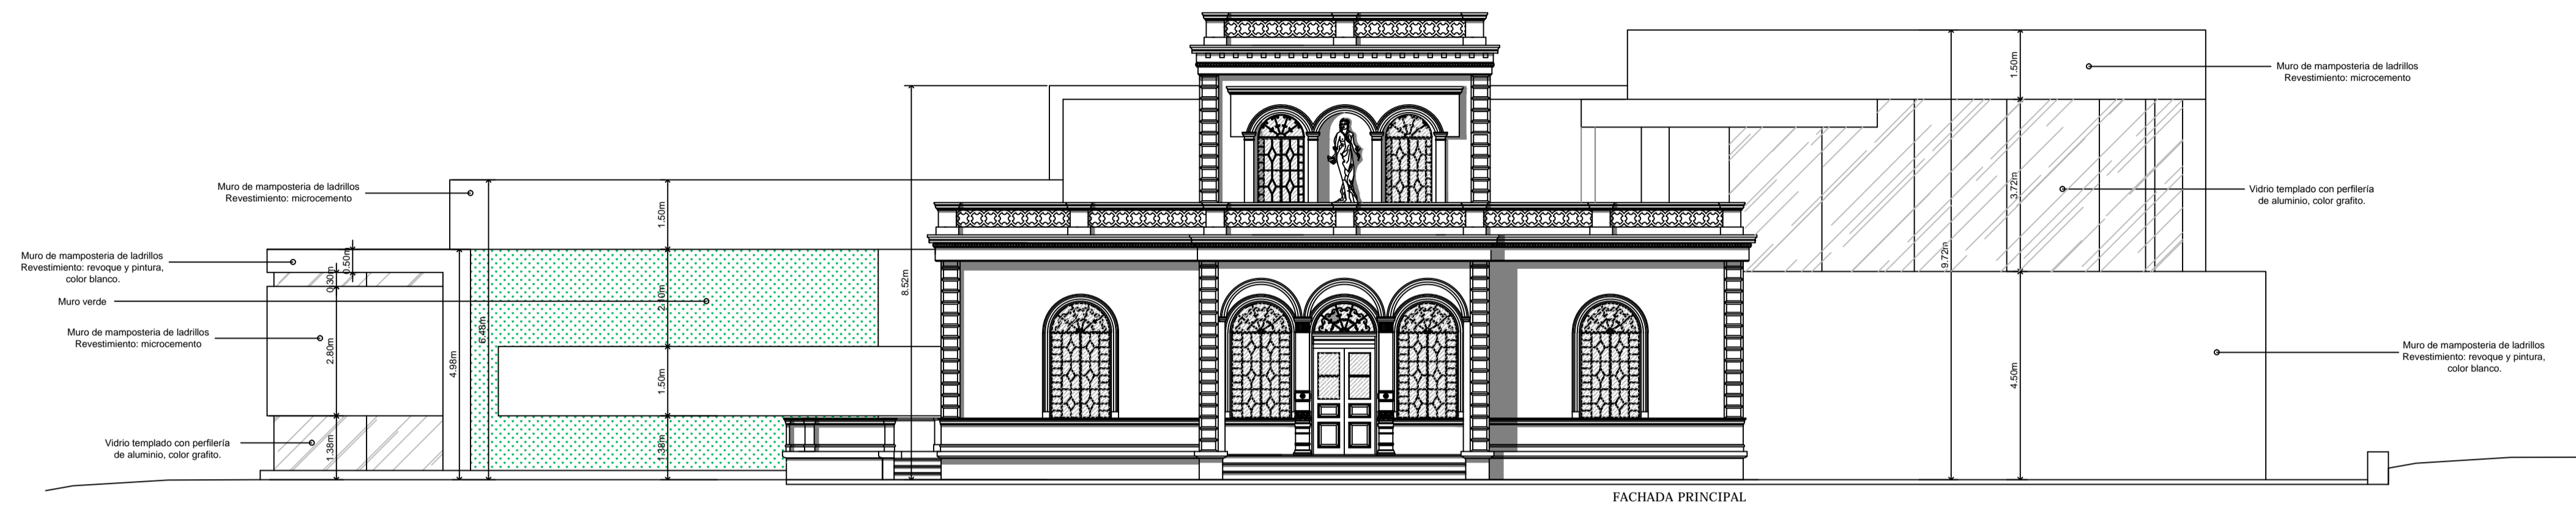 Muro de mamposteria de ladrillos
Revestimiento: microcemento
Muro de mamposteria de ladrillos
Revestimiento: revoque y pintura,
color blanco.
Muro verde
Muro de mamposteria de ladrillos
Revestimiento: microcemento
Vidrio templado con perfilería
de aluminio, color grafito.
0.50m
0.30m
2.80m
1.38m
4.98m
6.48m
1.50m
2.10m
1.50m
1.38m
8.52m
9.72m
1.50m
3.72m
4.50m
Muro de mamposteria de ladrillos
Revestimiento: microcemento
Vidrio templado con perfilería
de aluminio, color grafito.
Muro de mamposteria de ladrillos
Revestimiento: revoque y pintura,
color blanco.
FACHADA PRINCIPAL